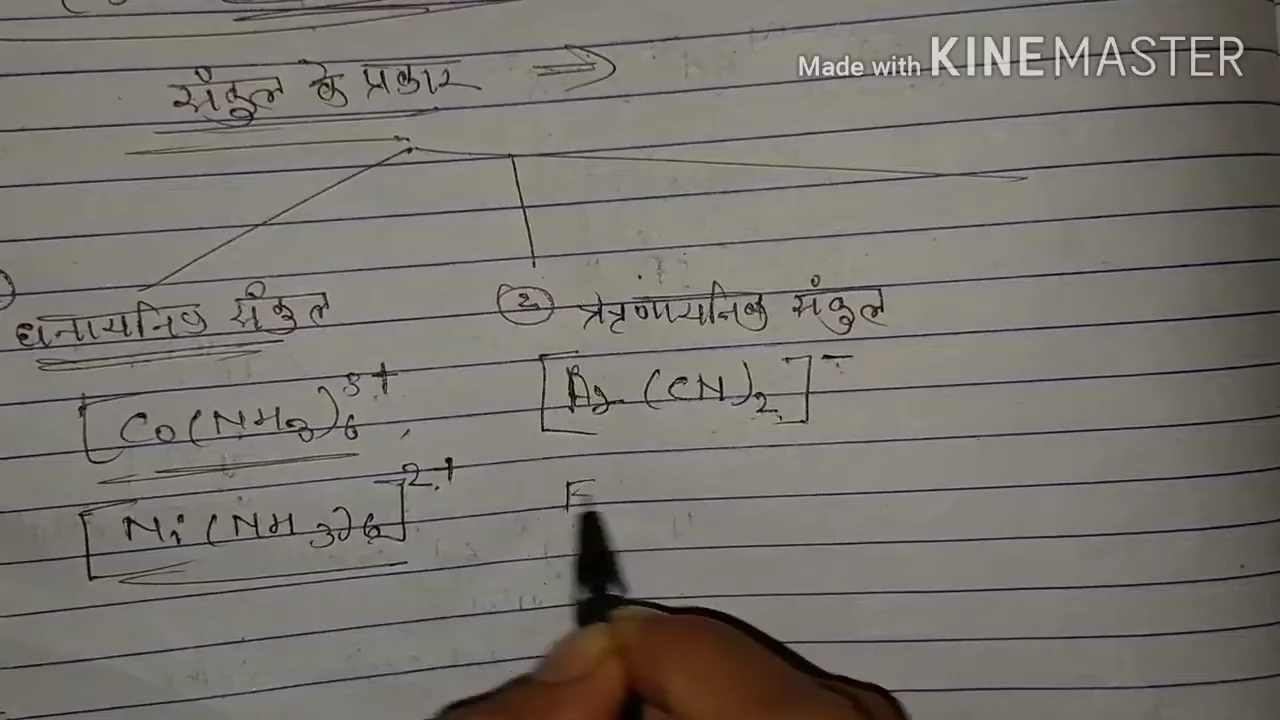 Made with KINEMASTER
संकुल के प्रकार ⇒
धनायनिक संकुल
② ऋणायनिक संकुल
[Co(NH3)6 3+,
[Ag (CN)2]-
[Ni (NH3)6]2+
F